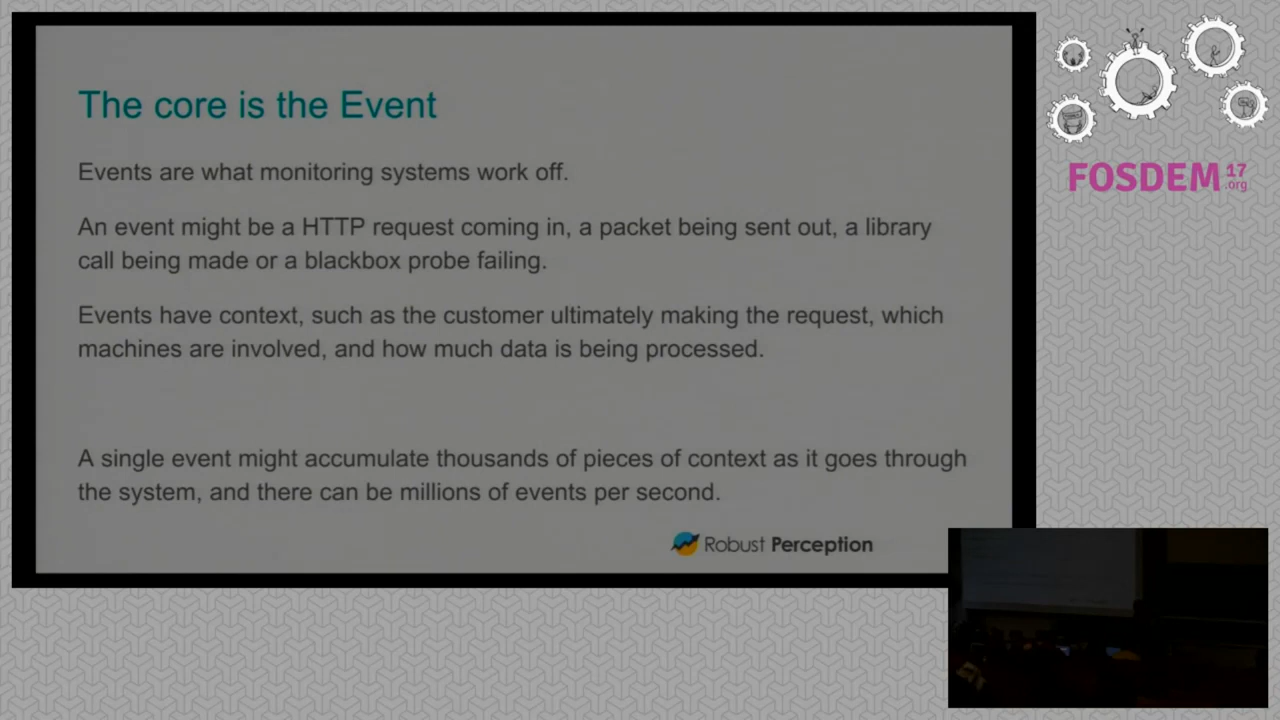 The core is the Event
Events are what monitoring systems work off.
An event might be a HTTP request coming in, a packet being sent out, a library
call being made or a blackbox probe failing.
Events have context, such as the customer ultimately making the request, which
machines are involved, and how much data is being processed.
A single event might accumulate thousands of pieces of context as it goes through
the system, and there can be millions of events per second.
Robust Perception
FOSDEM 17
.org